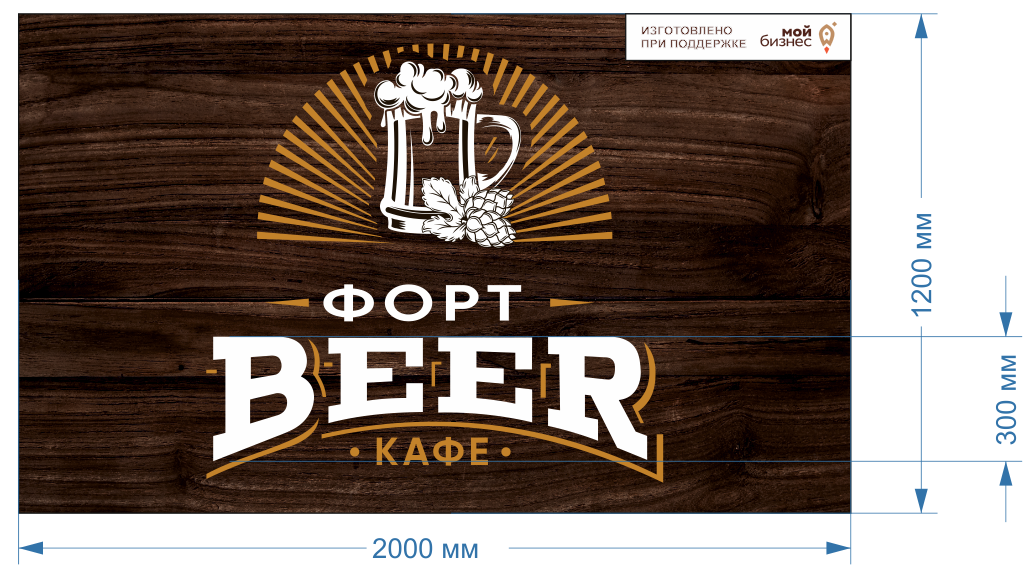 ИЗГОТОВЛЕНО
ПРИ ПОДДЕРЖКЕ
мой
бизнес
ФОРТ
BEER
• КАФЕ •
1200 мм
300 мм
2000 мм